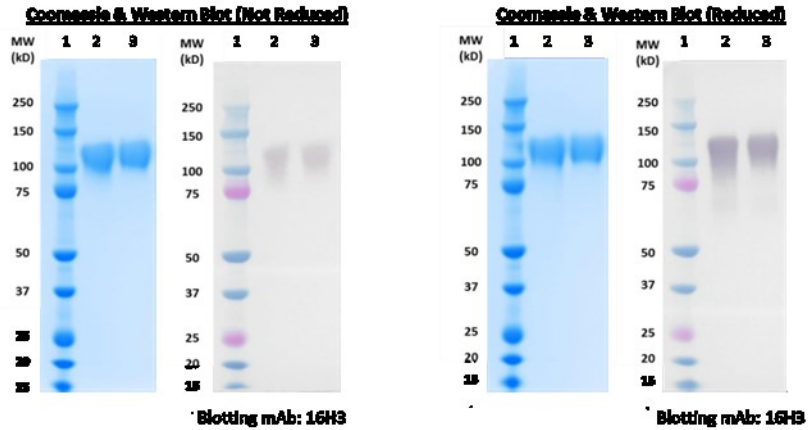 Coomassie & Western Blot (Not Reduced)
MW
(kD)
1 2 3
250
150
100
75
50
37
25
20
15
MW
(kD)
1 2 3
250
150
100
75
50
37
25
20
15
Blotting mAb: 16H3
Coomassie & Western Blot (Reduced)
MW
(kD)
1 2 3
250
150
100
75
50
37
25
20
15
MW
(kD)
1 2 3
250
150
100
75
50
37
25
20
15
Blotting mAb: 16H3